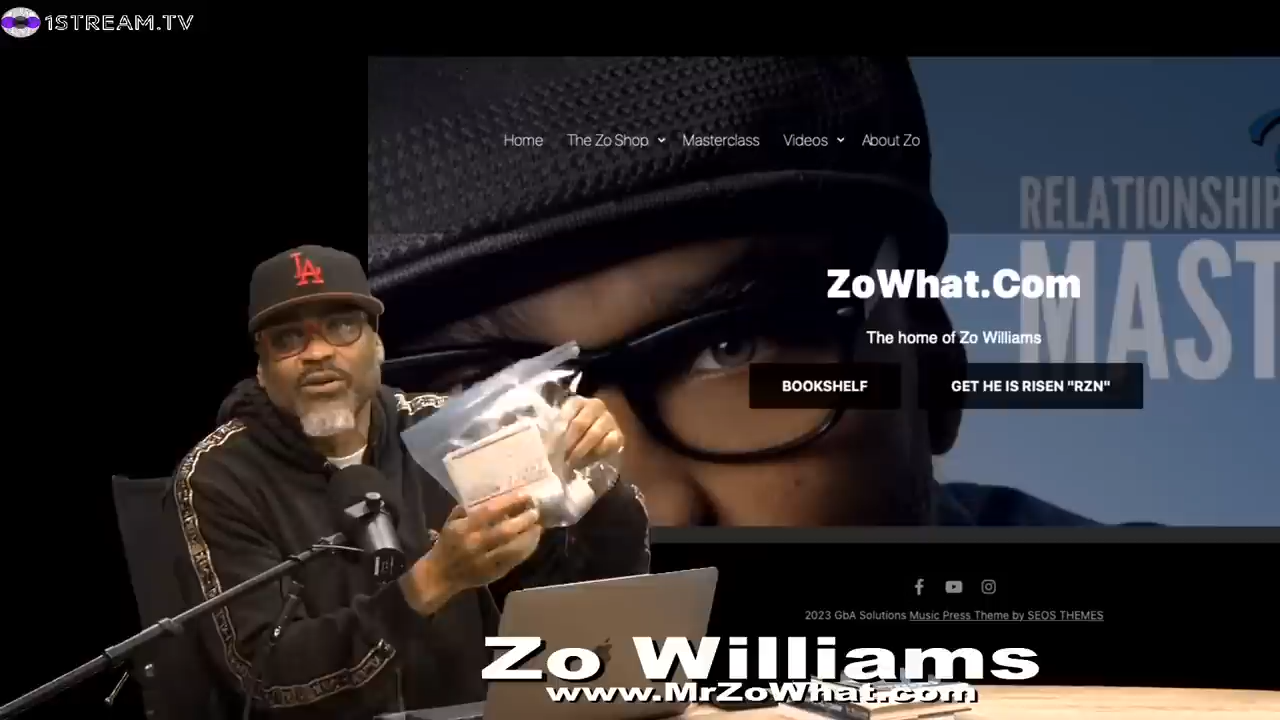 1STREAM.TV
Home The Zo Shop Masterclass Videos About Zo
RELATIONSHIP
MAST
ZoWhat.Com
The home of Zo Williams
BOOKSHELF GET HE IS RISEN "RZN"
LA
2023 GbA Solutions Music Press Theme by SEOS THEMES
Zo Williams
www.MrZoWhat.com